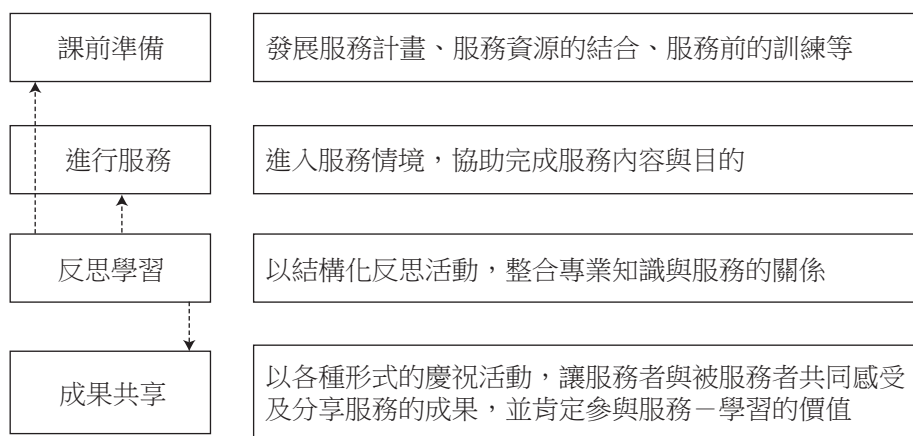 課前準備
發展服務計畫、服務資源的結合、服務前的訓練等
進行服務
進入服務情境，協助完成服務內容與目的
反思學習
以結構化反思活動，整合專業知識與服務的關係
成果共享
以各種形式的慶祝活動，讓服務者與被服務者共同感受
及分享服務的成果，並肯定參與服務－學習的價值